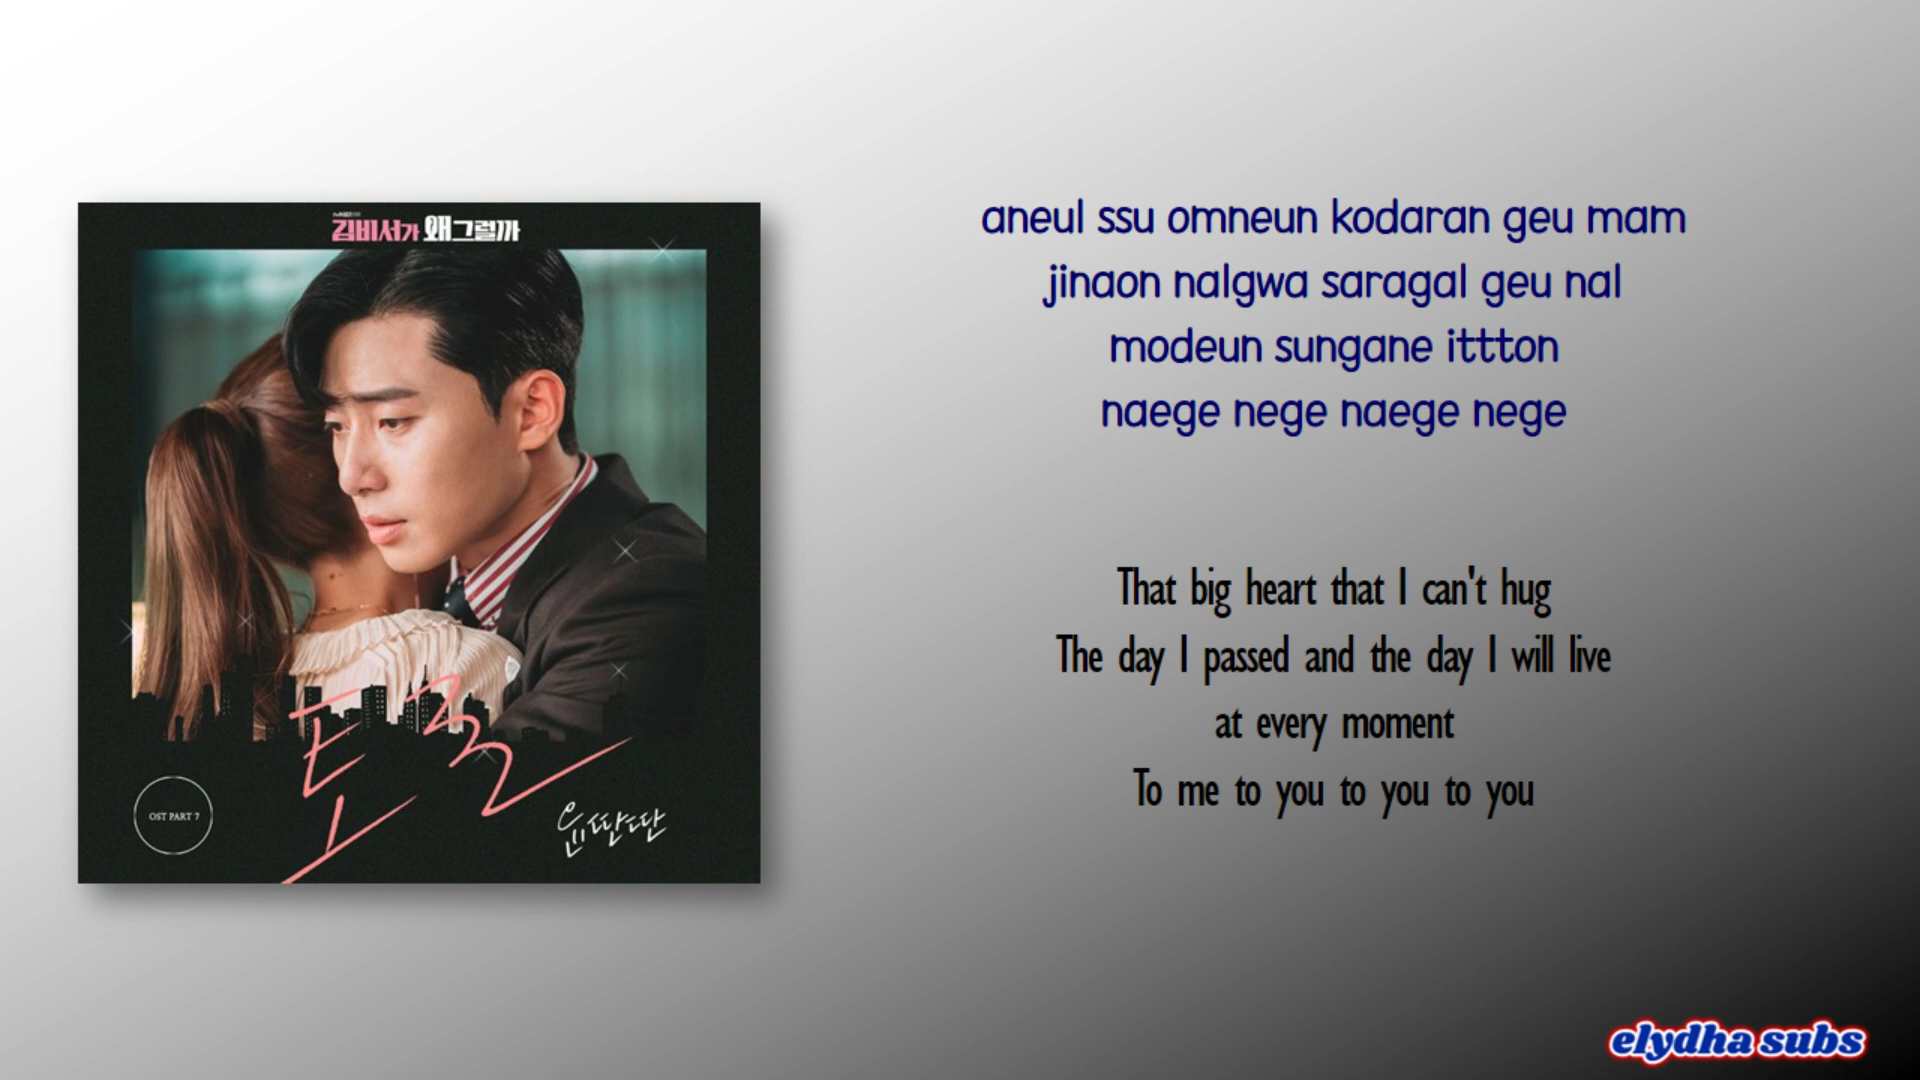 김비서가 왜그럴까
토로
OST PART 7
윤딴딴
aneul ssu omneun kodaran geu mam
jinaon nalgwa saragal geu nal
modeun sungane ittton
naege nege naege nege
That big heart that I can't hug
The day I passed and the day I will live
at every moment
To me to you to you to you
elydha subs